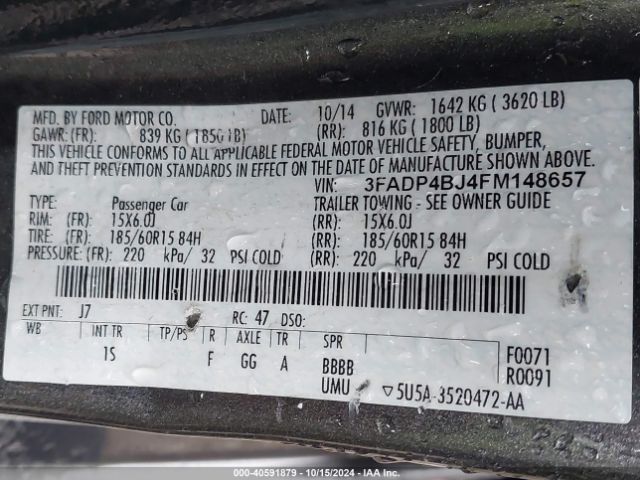 MFD. BY FORD MOTOR CO. DATE: 10/14 GVWR: 1642 KG ( 3620 LB)
GAWR: (FR): 839 KG ( 1850 LB) (RR): 816 KG ( 1800 LB)
THIS VEHICLE CONFORMS TO ALL APPLICABLE FEDERAL MOTOR VEHICLE SAFETY, BUMPER,
AND THEFT PREVENTION STANDARDS IN EFFECT ON THE DATE OF MANUFACTURE SHOWN ABOVE.
VIN: 3FADP4BJ4FM148657
TYPE: Passenger Car TRAILER TOWING - SEE OWNER GUIDE
RIM: (FR): 15X6.0J (RR): 15X6.0J
TIRE: (FR): 185/60R15 84H (RR): 185/60R15 84H
PRESSURE: (FR): 220 kPa/ 32 PSI COLD (RR): 220 kPa/ 32 PSI COLD
EXT PNT: J7 RC: 47 DSO:
WB INT TR TP/PS R AXLE TR SPR F0071
1S F GG A BBBB R0091
UMU ▽5U5A-3520472-AA
000-40591879 - 10/15/2024 - IAA Inc.